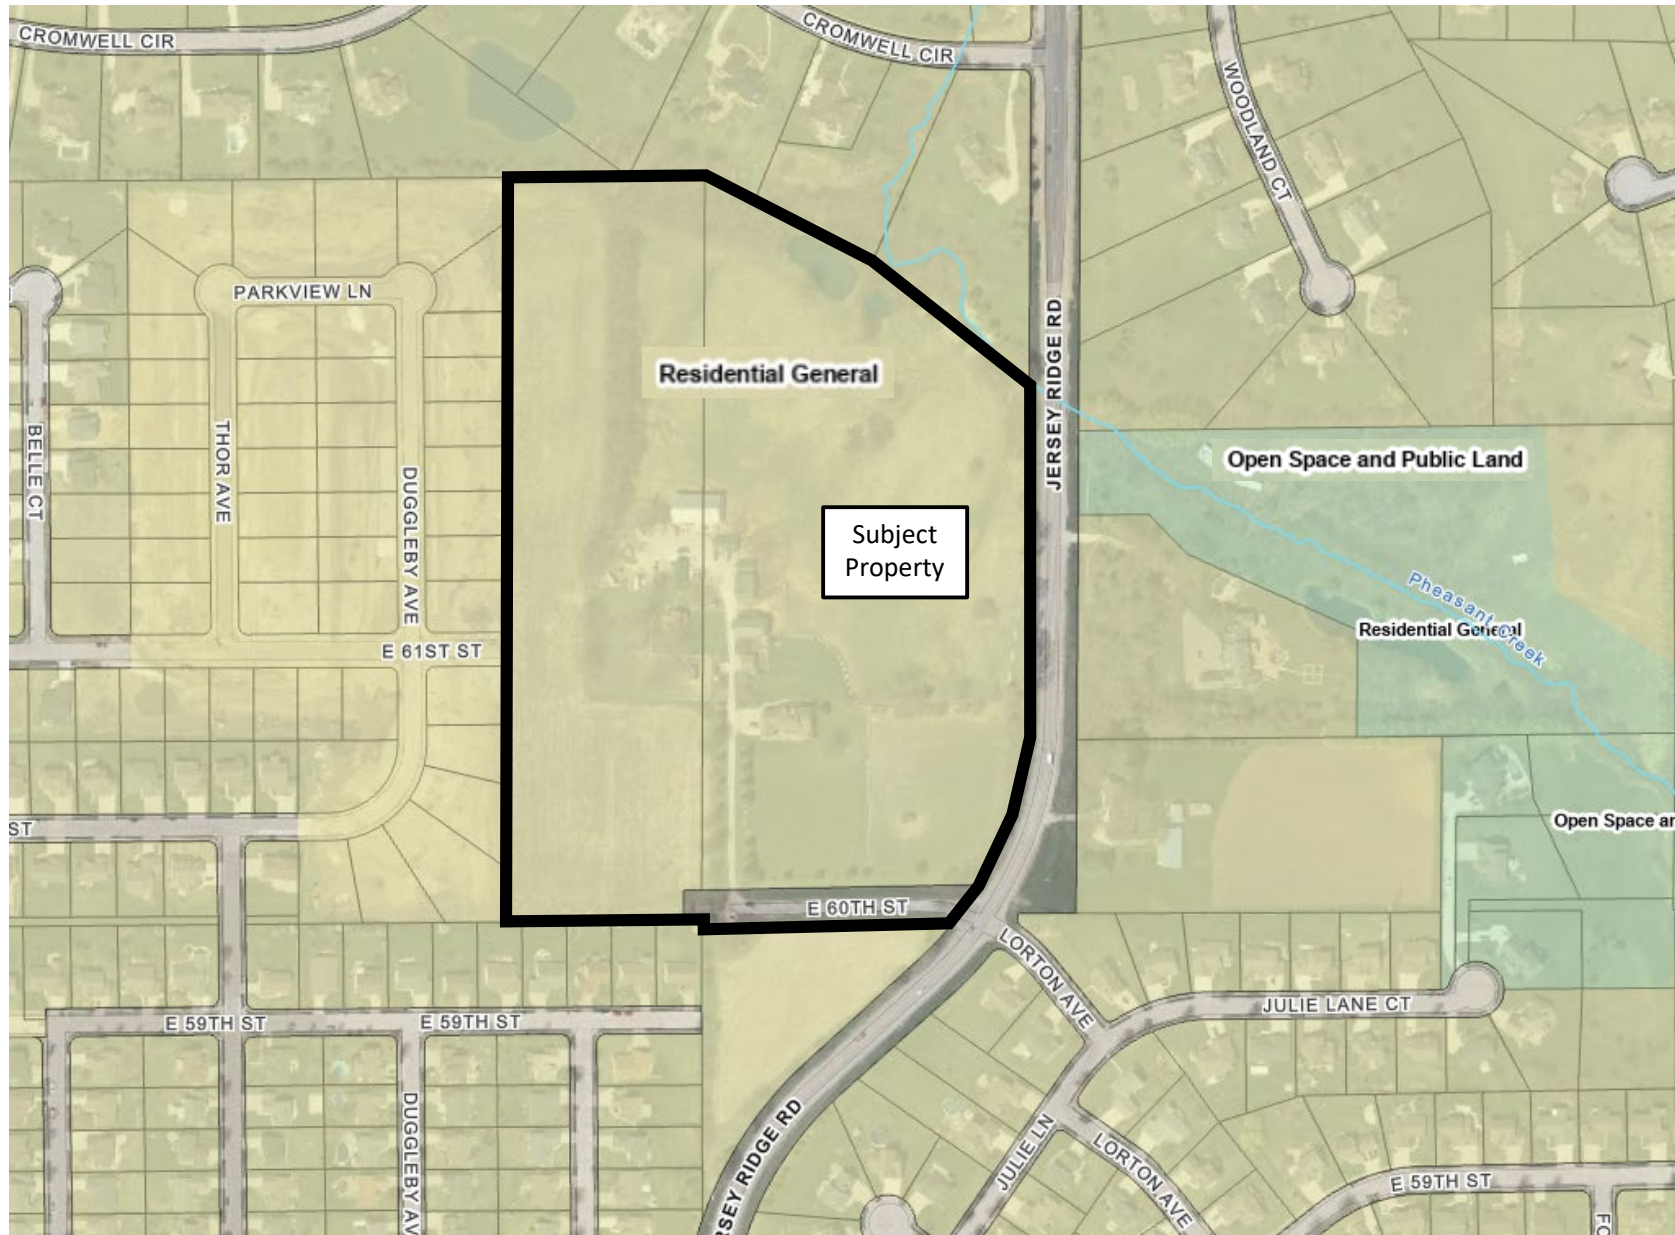 CROMWELL CIR
CROMWELL CIR
WOODLAND CT
PARKVIEW LN
JERSEY RIDGE RD
Residential General
BELLE CT
THOR AVE
DUGGLEBY AVE
Open Space and Public Land
Subject
Property
Pheasant Creek
Residential General
E 61ST ST
ST
Open Space ar
E 60TH ST
LORTON AVE
JULIE LANE CT
E 59TH ST
E 59TH ST
DUGGLEBY AV
RSEY RIDGE RD
JULIE LN
LORTON AVE
E 59TH ST
FO